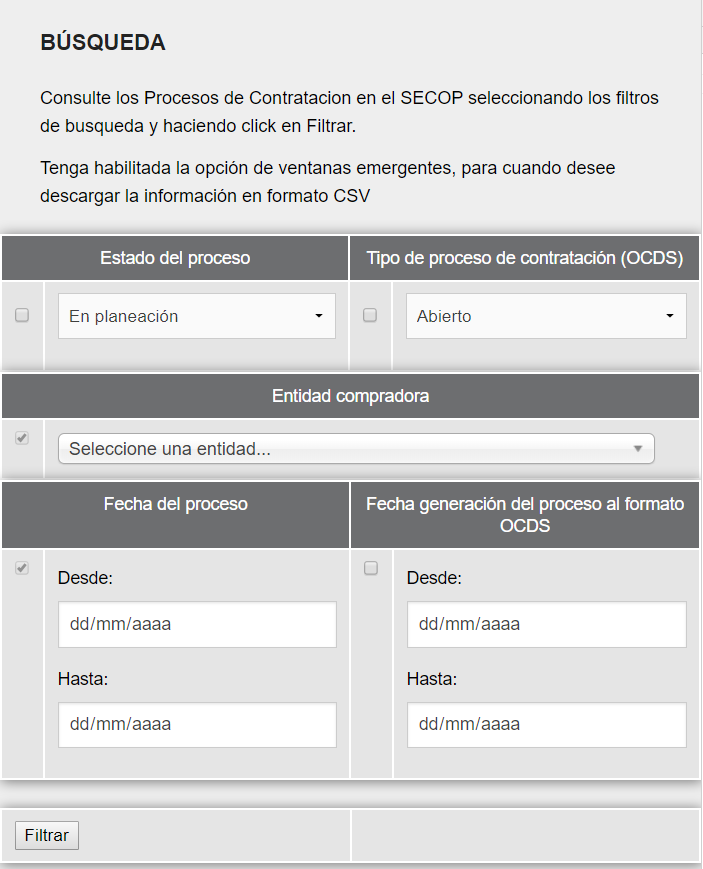 BÚSQUEDA
Consulte los Procesos de Contratacion en el SECOP seleccionando los filtros
de busqueda y haciendo click en Filtrar.
Tenga habilitada la opción de ventanas emergentes, para cuando desee
descargar la información en formato CSV
Estado del proceso
Tipo de proceso de contratación (OCDS)
En planeación
Abierto
Entidad compradora
Seleccione una entidad...
Fecha del proceso
Fecha generación del proceso al formato
OCDS
Desde:
Desde:
dd/mm/aaaa
dd/mm/aaaa
Hasta:
Hasta:
dd/mm/aaaa
dd/mm/aaaa
Filtrar